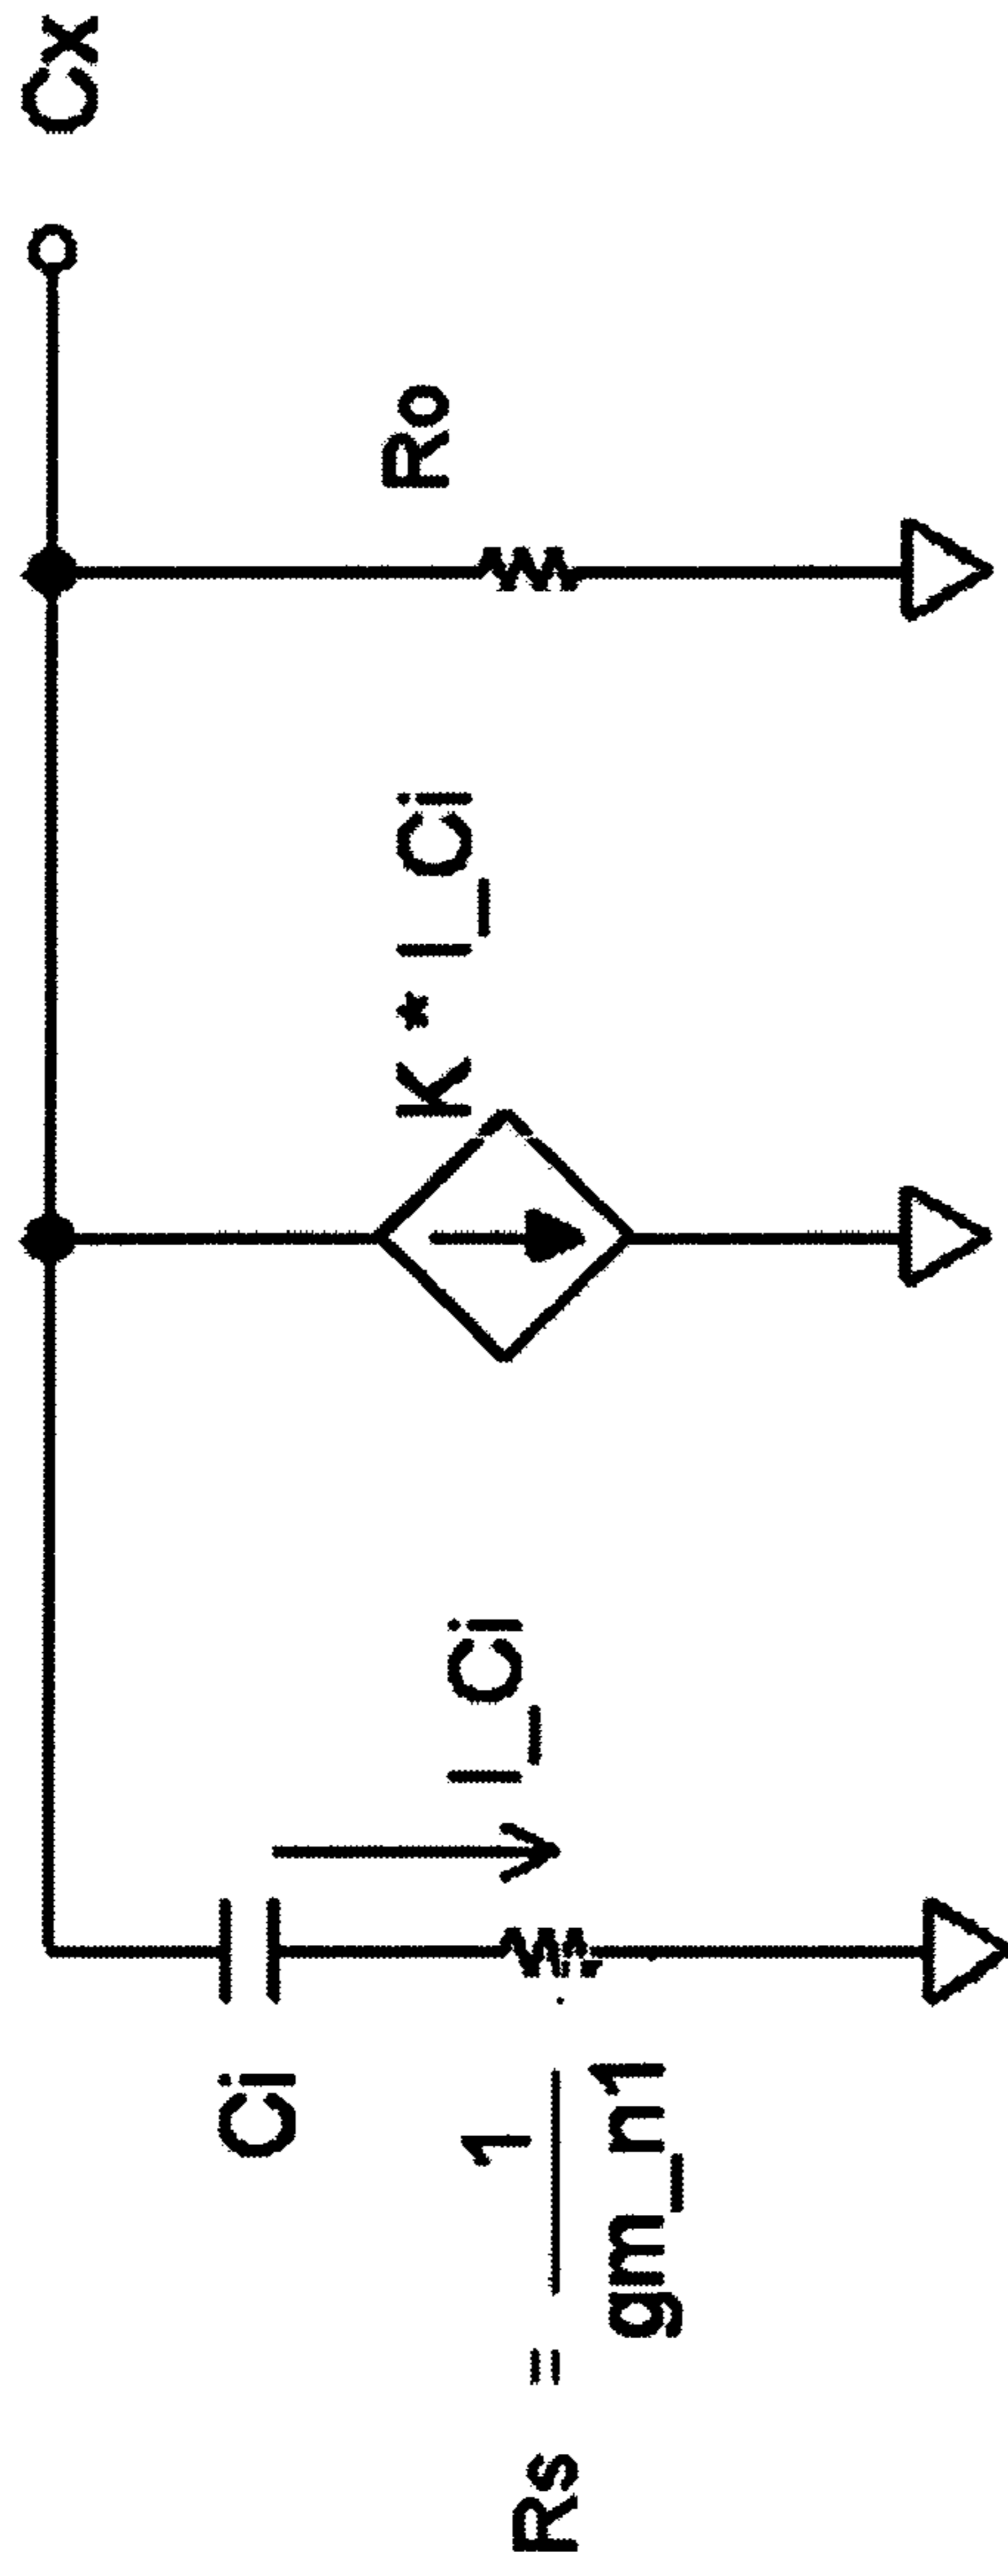 Cx
Ro
K * I_Ci
I_Ci
Ci
Rs = 1
gm_n1